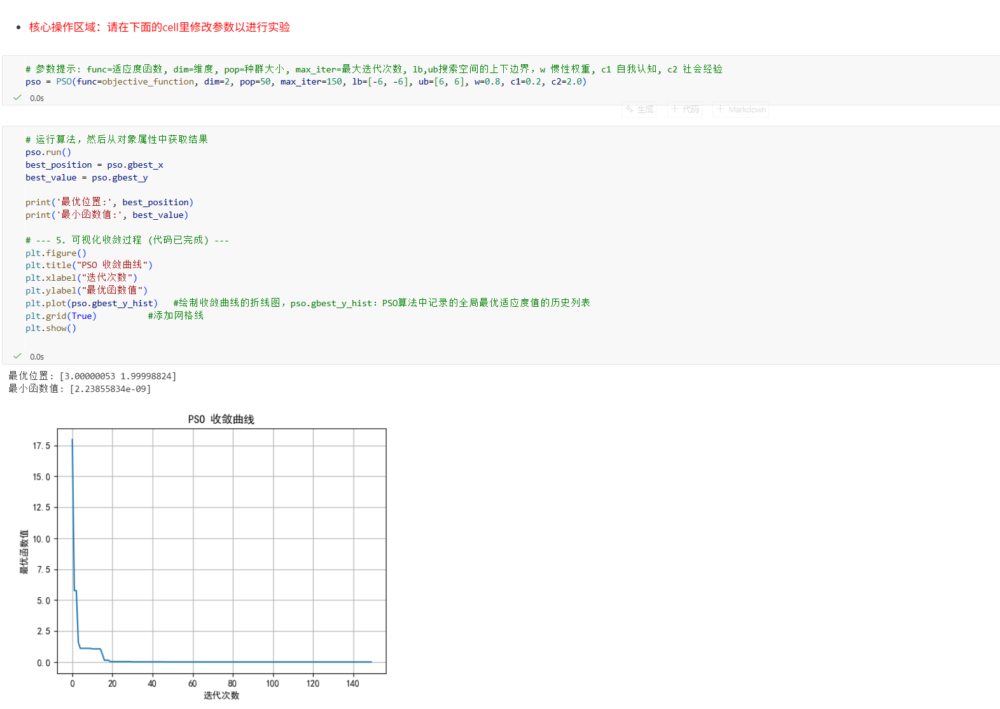 核心操作区域：请在下面的cell里修改参数以进行实验
# 参数提示: func=适应度函数, dim=维度, pop=种群大小, max_iter=最大迭代次数, lb,ub搜索空间的上下边界，w 惯性权重, c1 自我认知, c2 社会经验
pso = PSO(func=objective_function, dim=2, pop=50, max_iter=150, lb=[-6, -6], ub=[6, 6], w=0.8, c1=0.2, c2=2.0)
0.0s
生成 代码 Markdown
# 运行算法，然后从对象属性中获取结果
pso.run()
best_position = pso.gbest_x
best_value = pso.gbest_y
print('最优位置:', best_position)
print('最小函数值:', best_value)
# --- 5. 可视化收敛过程 (代码已完成) ---
plt.figure()
plt.title("PSO 收敛曲线")
plt.xlabel("迭代次数")
plt.ylabel("最优函数值")
plt.plot(pso.gbest_y_hist)   #绘制收敛曲线的折线图，pso.gbest_y_hist：PSO算法中记录的全局最优适应度值的历史列表
plt.grid(True)          #添加网格线
plt.show()
0.0s
最优位置: [3.00000053 1.99998824]
最小函数值: [2.23855834e-09]
PSO 收敛曲线
17.5
15.0
12.5
10.0
7.5
5.0
2.5
0.0
最优函数值
0 20 40 60 80 100 120 140
迭代次数